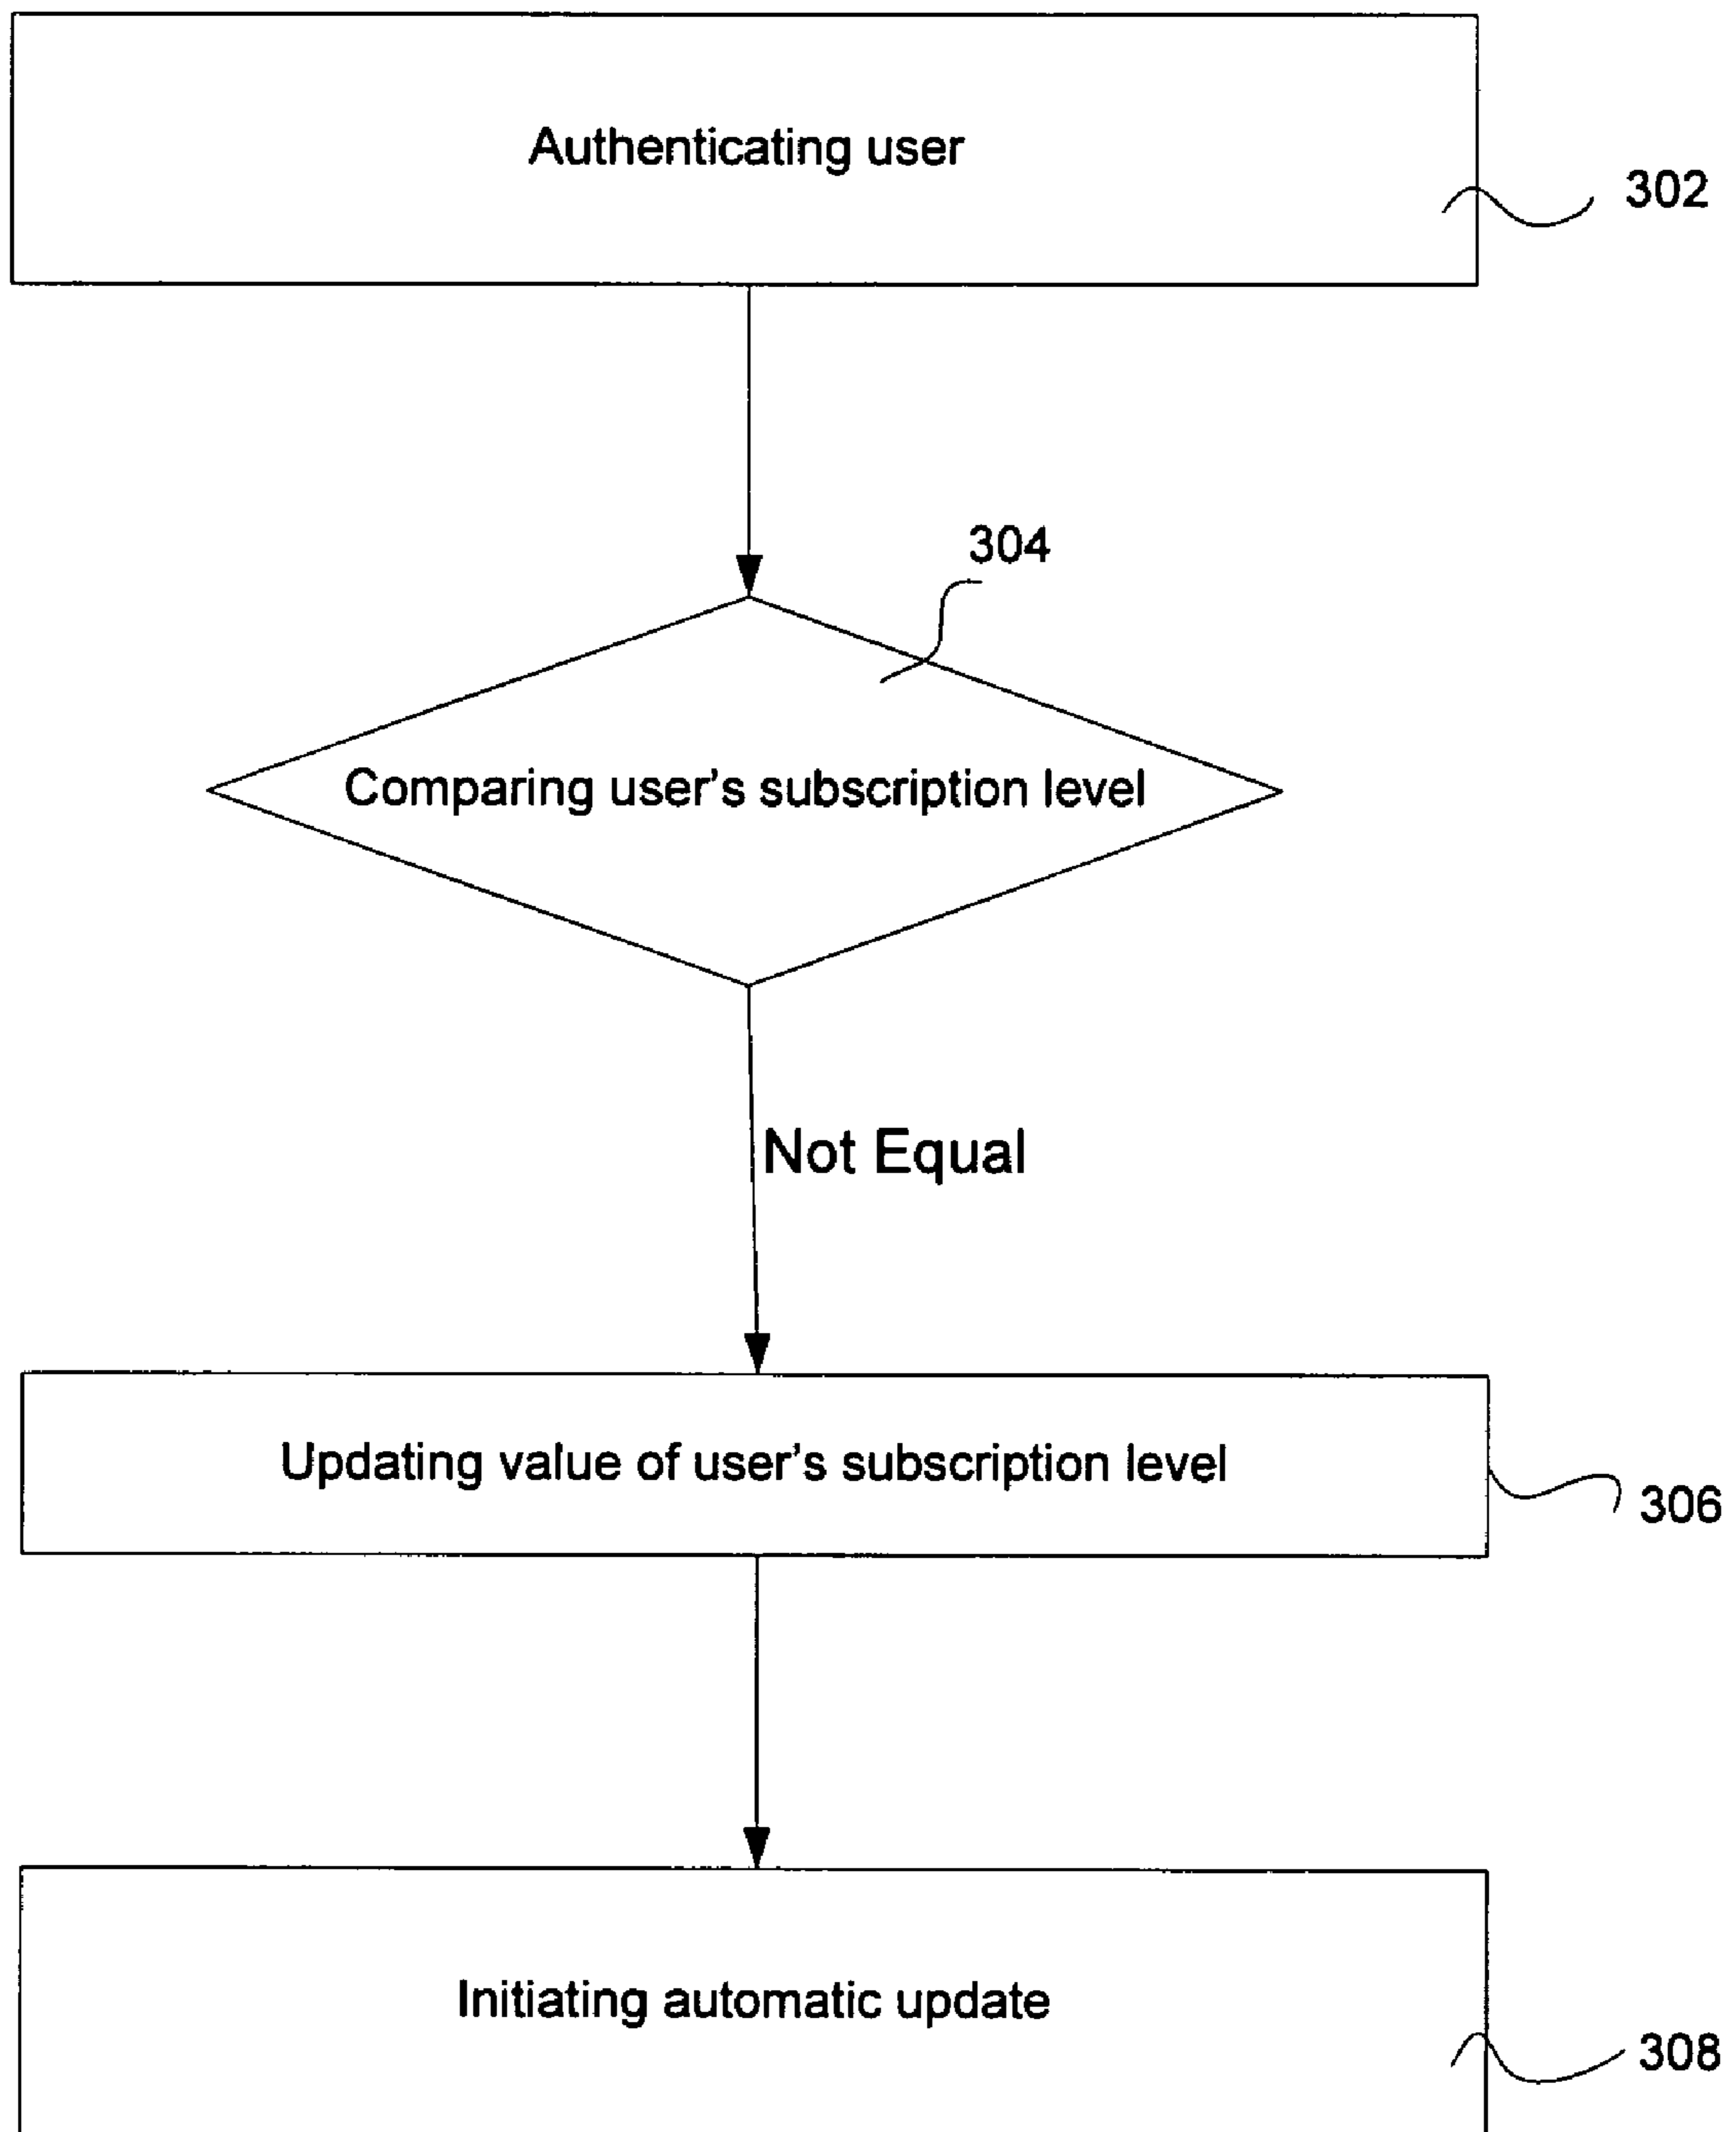 Authenticating user
302
304
Comparing user's subscription level
Not Equal
Updating value of user's subscription level
306
Initiating automatic update
308